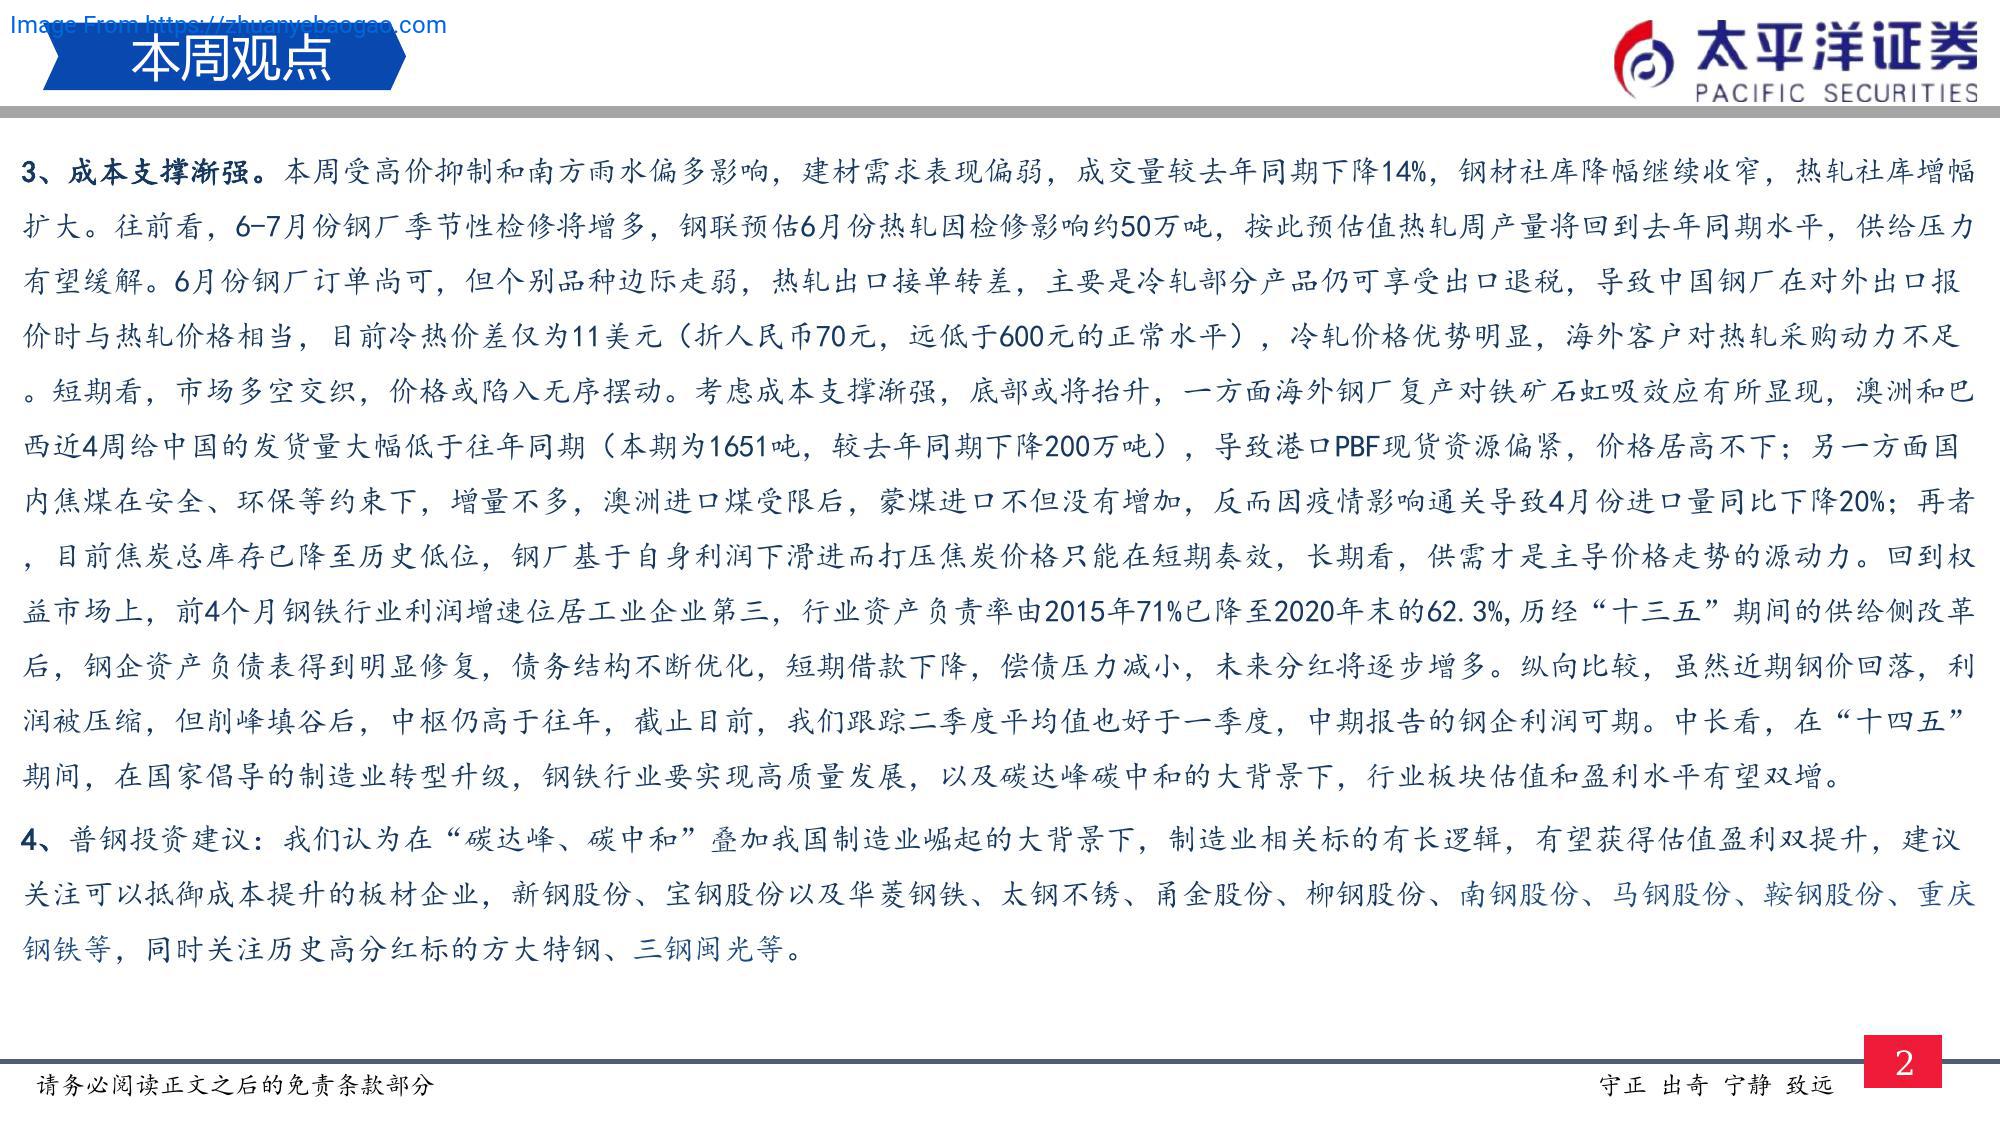 Image From https://zhuanyebaogao.com
本周观点
太平洋证券
PACIFIC SECURITIES
3、成本支撑渐强。本周受高价抑制和南方雨水偏多影响，建材需求表现偏弱，成交量较去年同期下降14%，钢材社库降幅继续收窄，热轧社库增幅
扩大。往前看，6-7月份钢厂季节性检修将增多，钢联预估6月份热轧因检修影响约50万吨，按此预估值热轧周产量将回到去年同期水平，供给压力
有望缓解。6月份钢厂订单尚可，但个别品种边际走弱，热轧出口接单转差，主要是冷轧部分产品仍可享受出口退税，导致中国钢厂在对外出口报
价时与热轧价格相当，目前冷热价差仅为11美元（折人民币70元，远低于600元的正常水平），冷轧价格优势明显，海外客户对热轧采购动力不足
。短期看，市场多空交织，价格或陷入无序摆动。考虑成本支撑渐强，底部或将抬升，一方面海外钢厂复产对铁矿石虹吸效应有所显现，澳洲和巴
西近4周给中国的发货量大幅低于往年同期（本期为1651吨，较去年同期下降200万吨），导致港口PBF现货资源偏紧，价格居高不下；另一方面国
内焦煤在安全、环保等约束下，增量不多，澳洲进口煤受限后，蒙煤进口不但没有增加，反而因疫情影响通关导致4月份进口量同比下降20%；再者
，目前焦炭总库存已降至历史低位，钢厂基于自身利润下滑进而打压焦炭价格只能在短期奏效，长期看，供需才是主导价格走势的源动力。回到权
益市场上，前4个月钢铁行业利润增速位居工业企业第三，行业资产负责率由2015年71%已降至2020年末的62.3%,历经“十三五”期间的供给侧改革
后，钢企资产负债表得到明显修复，债务结构不断优化，短期借款下降，偿债压力减小，未来分红将逐步增多。纵向比较，虽然近期钢价回落，利
润被压缩，但削峰填谷后，中枢仍高于往年，截止目前，我们跟踪二季度平均值也好于一季度，中期报告的钢企利润可期。中长看，在“十四五”
期间，在国家倡导的制造业转型升级，钢铁行业要实现高质量发展，以及碳达峰碳中和的大背景下，行业板块估值和盈利水平有望双增。
4、普钢投资建议：我们认为在“碳达峰、碳中和”叠加我国制造业崛起的大背景下，制造业相关标的有长逻辑，有望获得估值盈利双提升，建议
关注可以抵御成本提升的板材企业，新钢股份、宝钢股份以及华菱钢铁、太钢不锈、甬金股份、柳钢股份、南钢股份、马钢股份、鞍钢股份、重庆
钢铁等，同时关注历史高分红标的方大特钢、三钢闽光等。
请务必阅读正文之后的免责条款部分
守正 出奇 宁静 致远
2